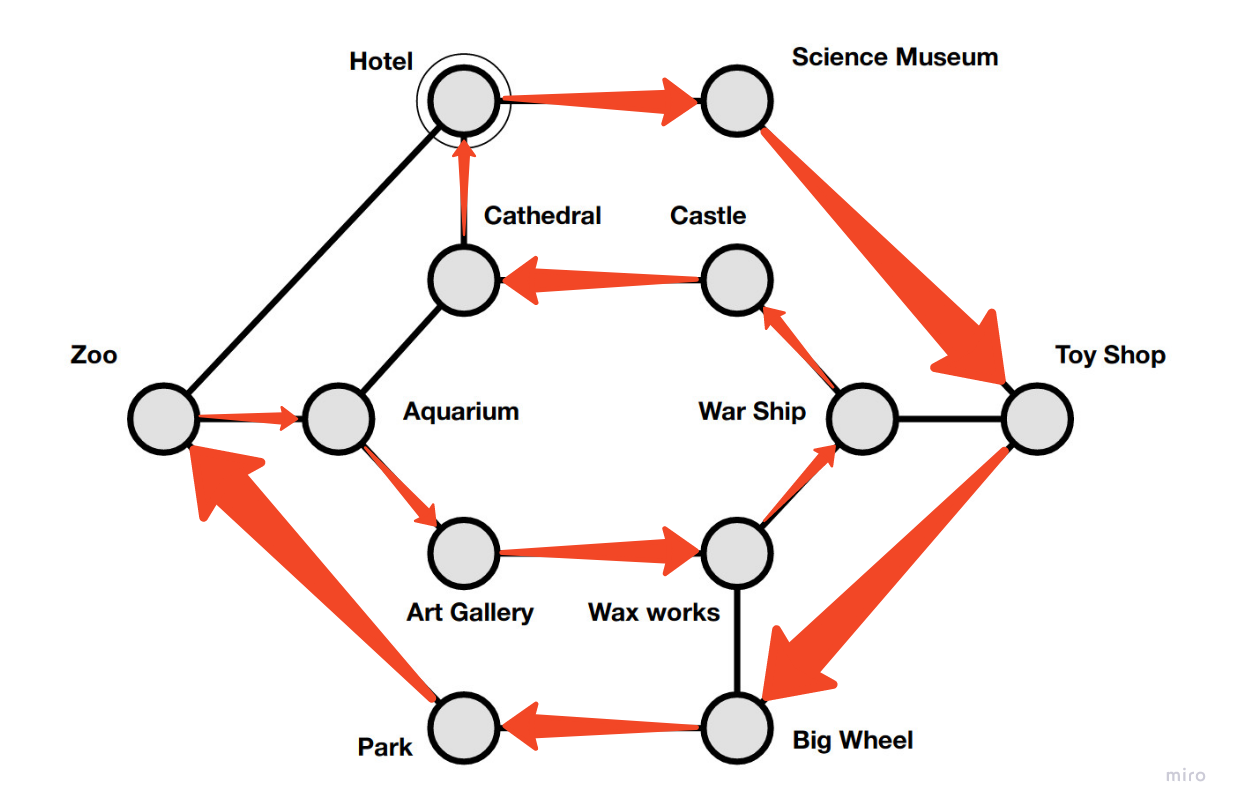 Hotel
Science Museum
Cathedral
Castle
Zoo
Toy Shop
Aquarium
War Ship
Art Gallery
Wax works
Park
Big Wheel
miro